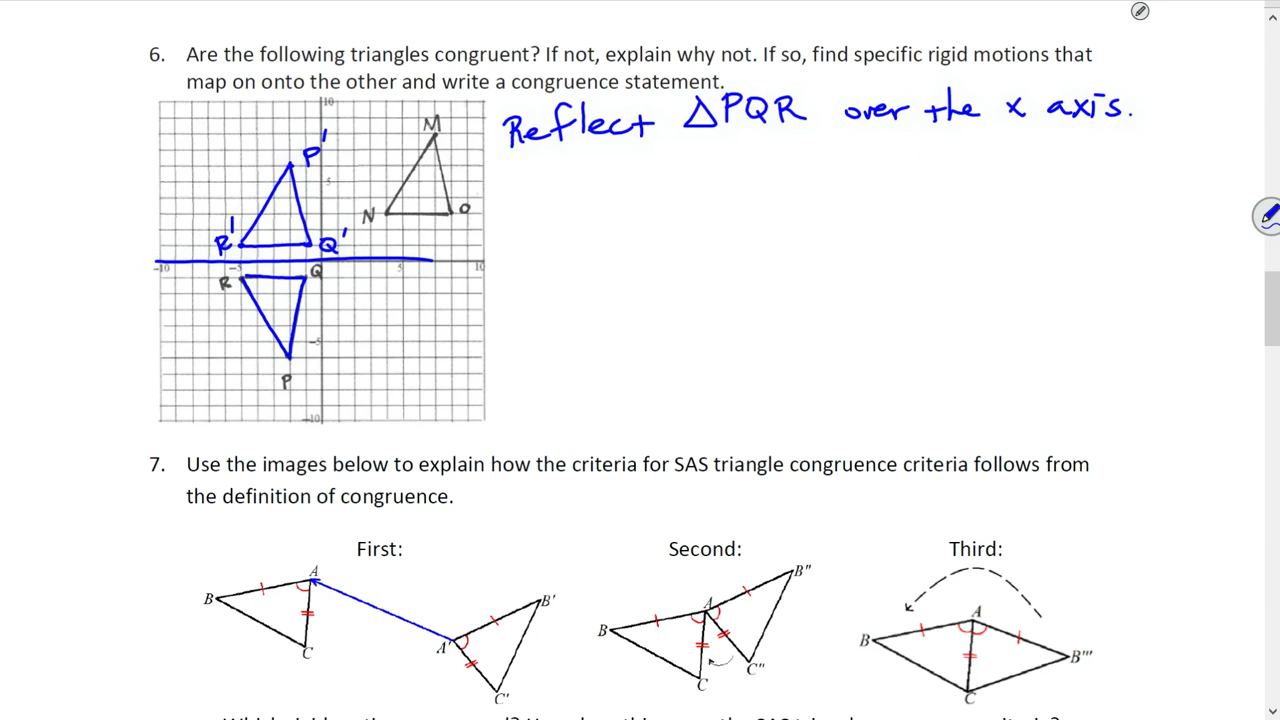 6. Are the following triangles congruent? If not, explain why not. If so, find specific rigid motions that
map on onto the other and write a congruence statement.
Reflect △PQR over the x axis.
10
M
P'
5
N
O
R'
Q'
-10
-5
Q
5
10
R
-5
P
-10
7. Use the images below to explain how the criteria for SAS triangle congruence criteria follows from
the definition of congruence.
First:
Second:
Third:
A
B
C
A'
B'
C'
A
B
C
B"
C"
A
B
C
B'''